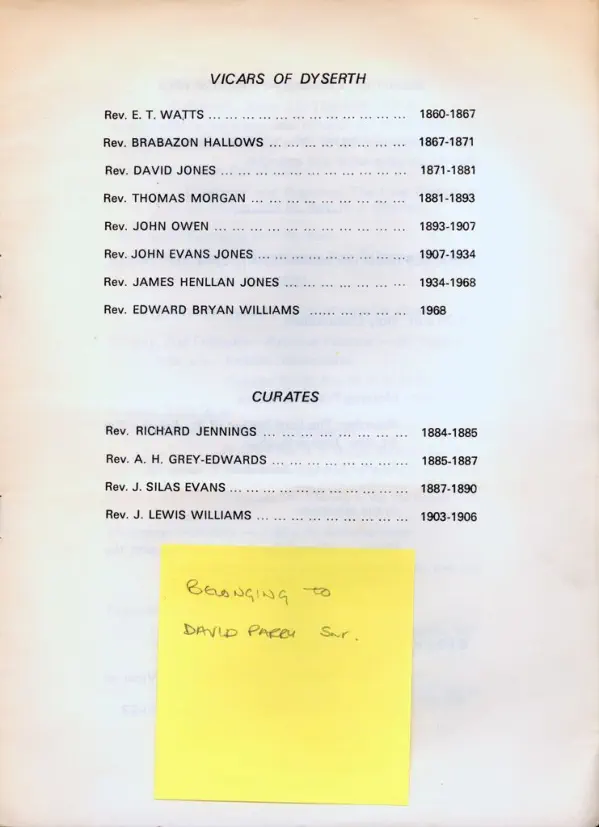 VICARS OF DYSERTH
Rev. E. T. WATTS ... ... ... ... ... ... ... ... ... ... ... ... 1860-1867
Rev. BRABAZON HALLOWS ... ... ... ... ... ... ... ... 1867-1871
Rev. DAVID JONES ... ... ... ... ... ... ... ... ... ... ... 1871-1881
Rev. THOMAS MORGAN ... ... ... ... ... ... ... ... ... 1881-1893
Rev. JOHN OWEN ... ... ... ... ... ... ... ... ... ... ... 1893-1907
Rev. JOHN EVANS JONES ... ... ... ... ... ... ... ... ... 1907-1934
Rev. JAMES HENLLAN JONES ... ... ... ... ... ... ... 1934-1968
Rev. EDWARD BRYAN WILLIAMS ...... ... ... ... ... 1968
CURATES
Rev. RICHARD JENNINGS ... ... ... ... ... ... ... ... ... 1884-1885
Rev. A. H. GREY-EDWARDS ... ... ... ... ... ... ... ... 1885-1887
Rev. J. SILAS EVANS ... ... ... ... ... ... ... ... ... ... ... 1887-1890
Rev. J. LEWIS WILLIAMS ... ... ... ... ... ... ... ... ... 1903-1906
BELONGING TO
DAVID PARRY Snr.